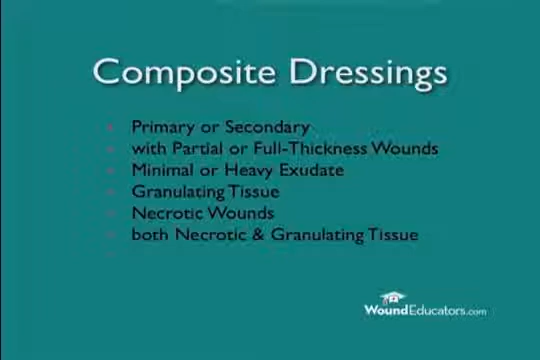 Composite Dressings
Primary or Secondary
with Partial or Full-Thickness Wounds
Minimal or Heavy Exudate
Granulating Tissue
Necrotic Wounds
both Necrotic & Granulating Tissue
WoundEducators.com